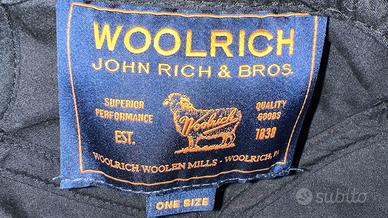 WOOLRICH
JOHN RICH & BROS.
SUPERIOR PERFORMANCE
QUALITY GOODS
Woolrich
EST.
1830
WOOLRICH WOOLEN MILLS - WOOLRICH, PA
ONE SIZE
subito